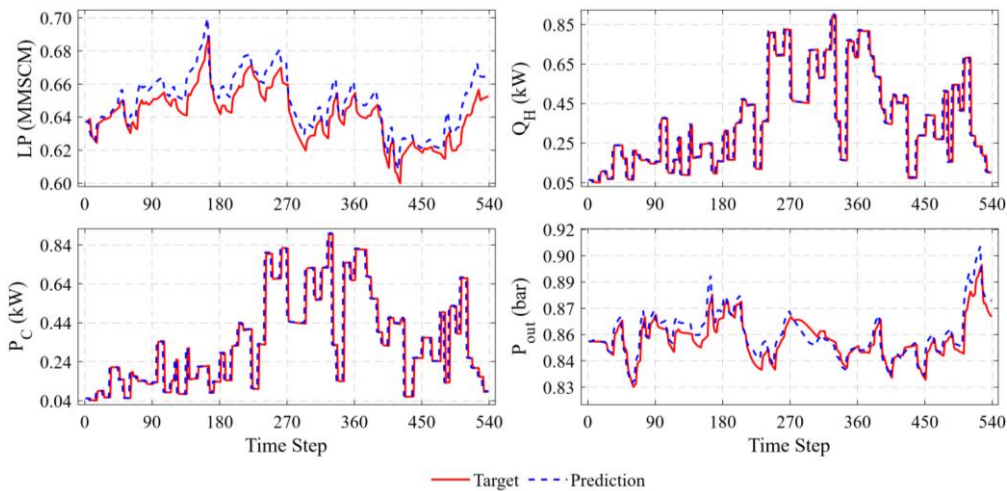 LP (MMSCM)
0.70
0.68
0.66
0.64
0.62
0.60
0 90 180 270 360 450 540
Q_H (kW)
0.85
0.65
0.45
0.25
0.05
0 90 180 270 360 450 540
P_C (kW)
0.84
0.64
0.44
0.24
0.04
0 90 180 270 360 450 540
Time Step
P_out (bar)
0.92
0.90
0.87
0.86
0.84
0.83
0 90 180 270 360 450 540
Time Step
Target Prediction